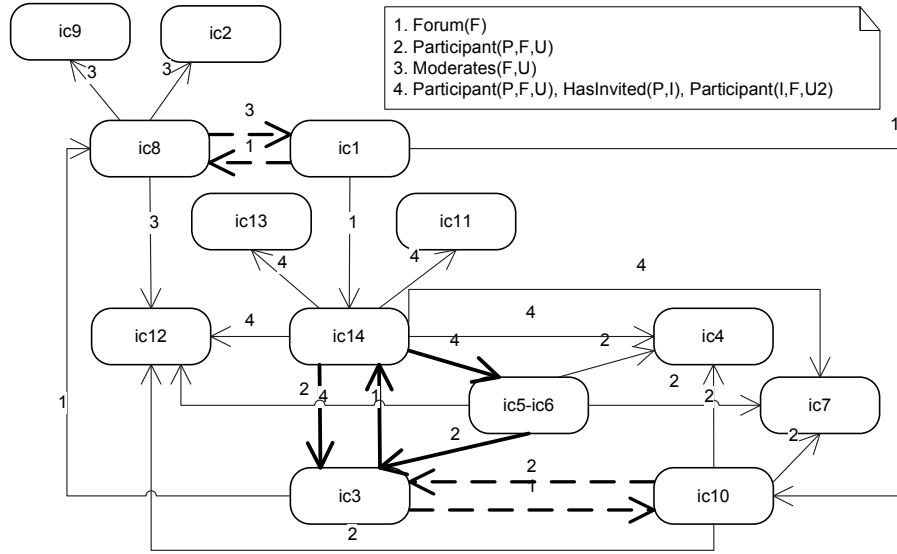 ic9
ic2
1. Forum(F)
2. Participant(P,F,U)
3. Moderates(F,U)
4. Participant(P,F,U), HasInvited(P,I), Participant(I,F,U2)
3
3
3
1
ic8
1
ic1
3
1
ic13
ic11
4
4
4
ic12
4
ic14
4
4
2
ic4
2
1
2
4
1
ic5-ic6
2
ic7
2
2
2
1
ic3
ic10
2